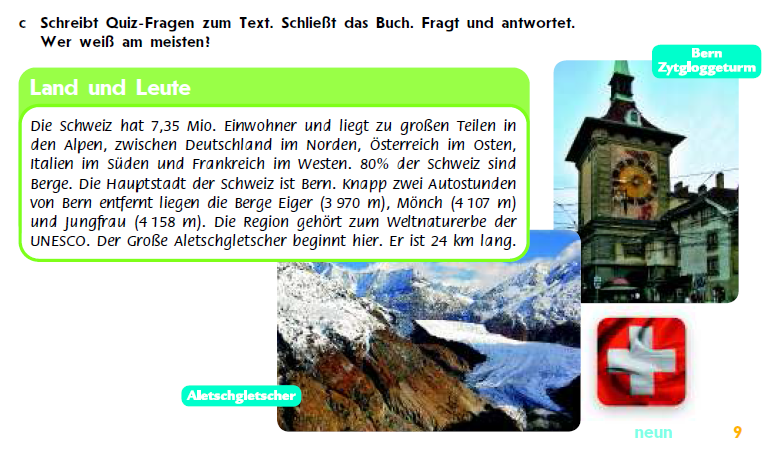 c Schreibt Quiz-Fragen zum Text. Schließt das Buch. Fragt und antwortet.
Wer weiß am meisten?
Bern
Zytgloggeturm
Land und Leute
Die Schweiz hat 7,35 Mio. Einwohner und liegt zu großen Teilen in
den Alpen, zwischen Deutschland im Norden, Österreich im Osten,
Italien im Süden und Frankreich im Westen. 80% der Schweiz sind
Berge. Die Hauptstadt der Schweiz ist Bern. Knapp zwei Autostunden
von Bern entfernt liegen die Berge Eiger (3 970 m), Mönch (4 107 m)
und Jungfrau (4 158 m). Die Region gehört zum Weltnaturerbe der
UNESCO. Der Große Aletschgletscher beginnt hier. Er ist 24 km lang.
Aletschgletscher
neun 9